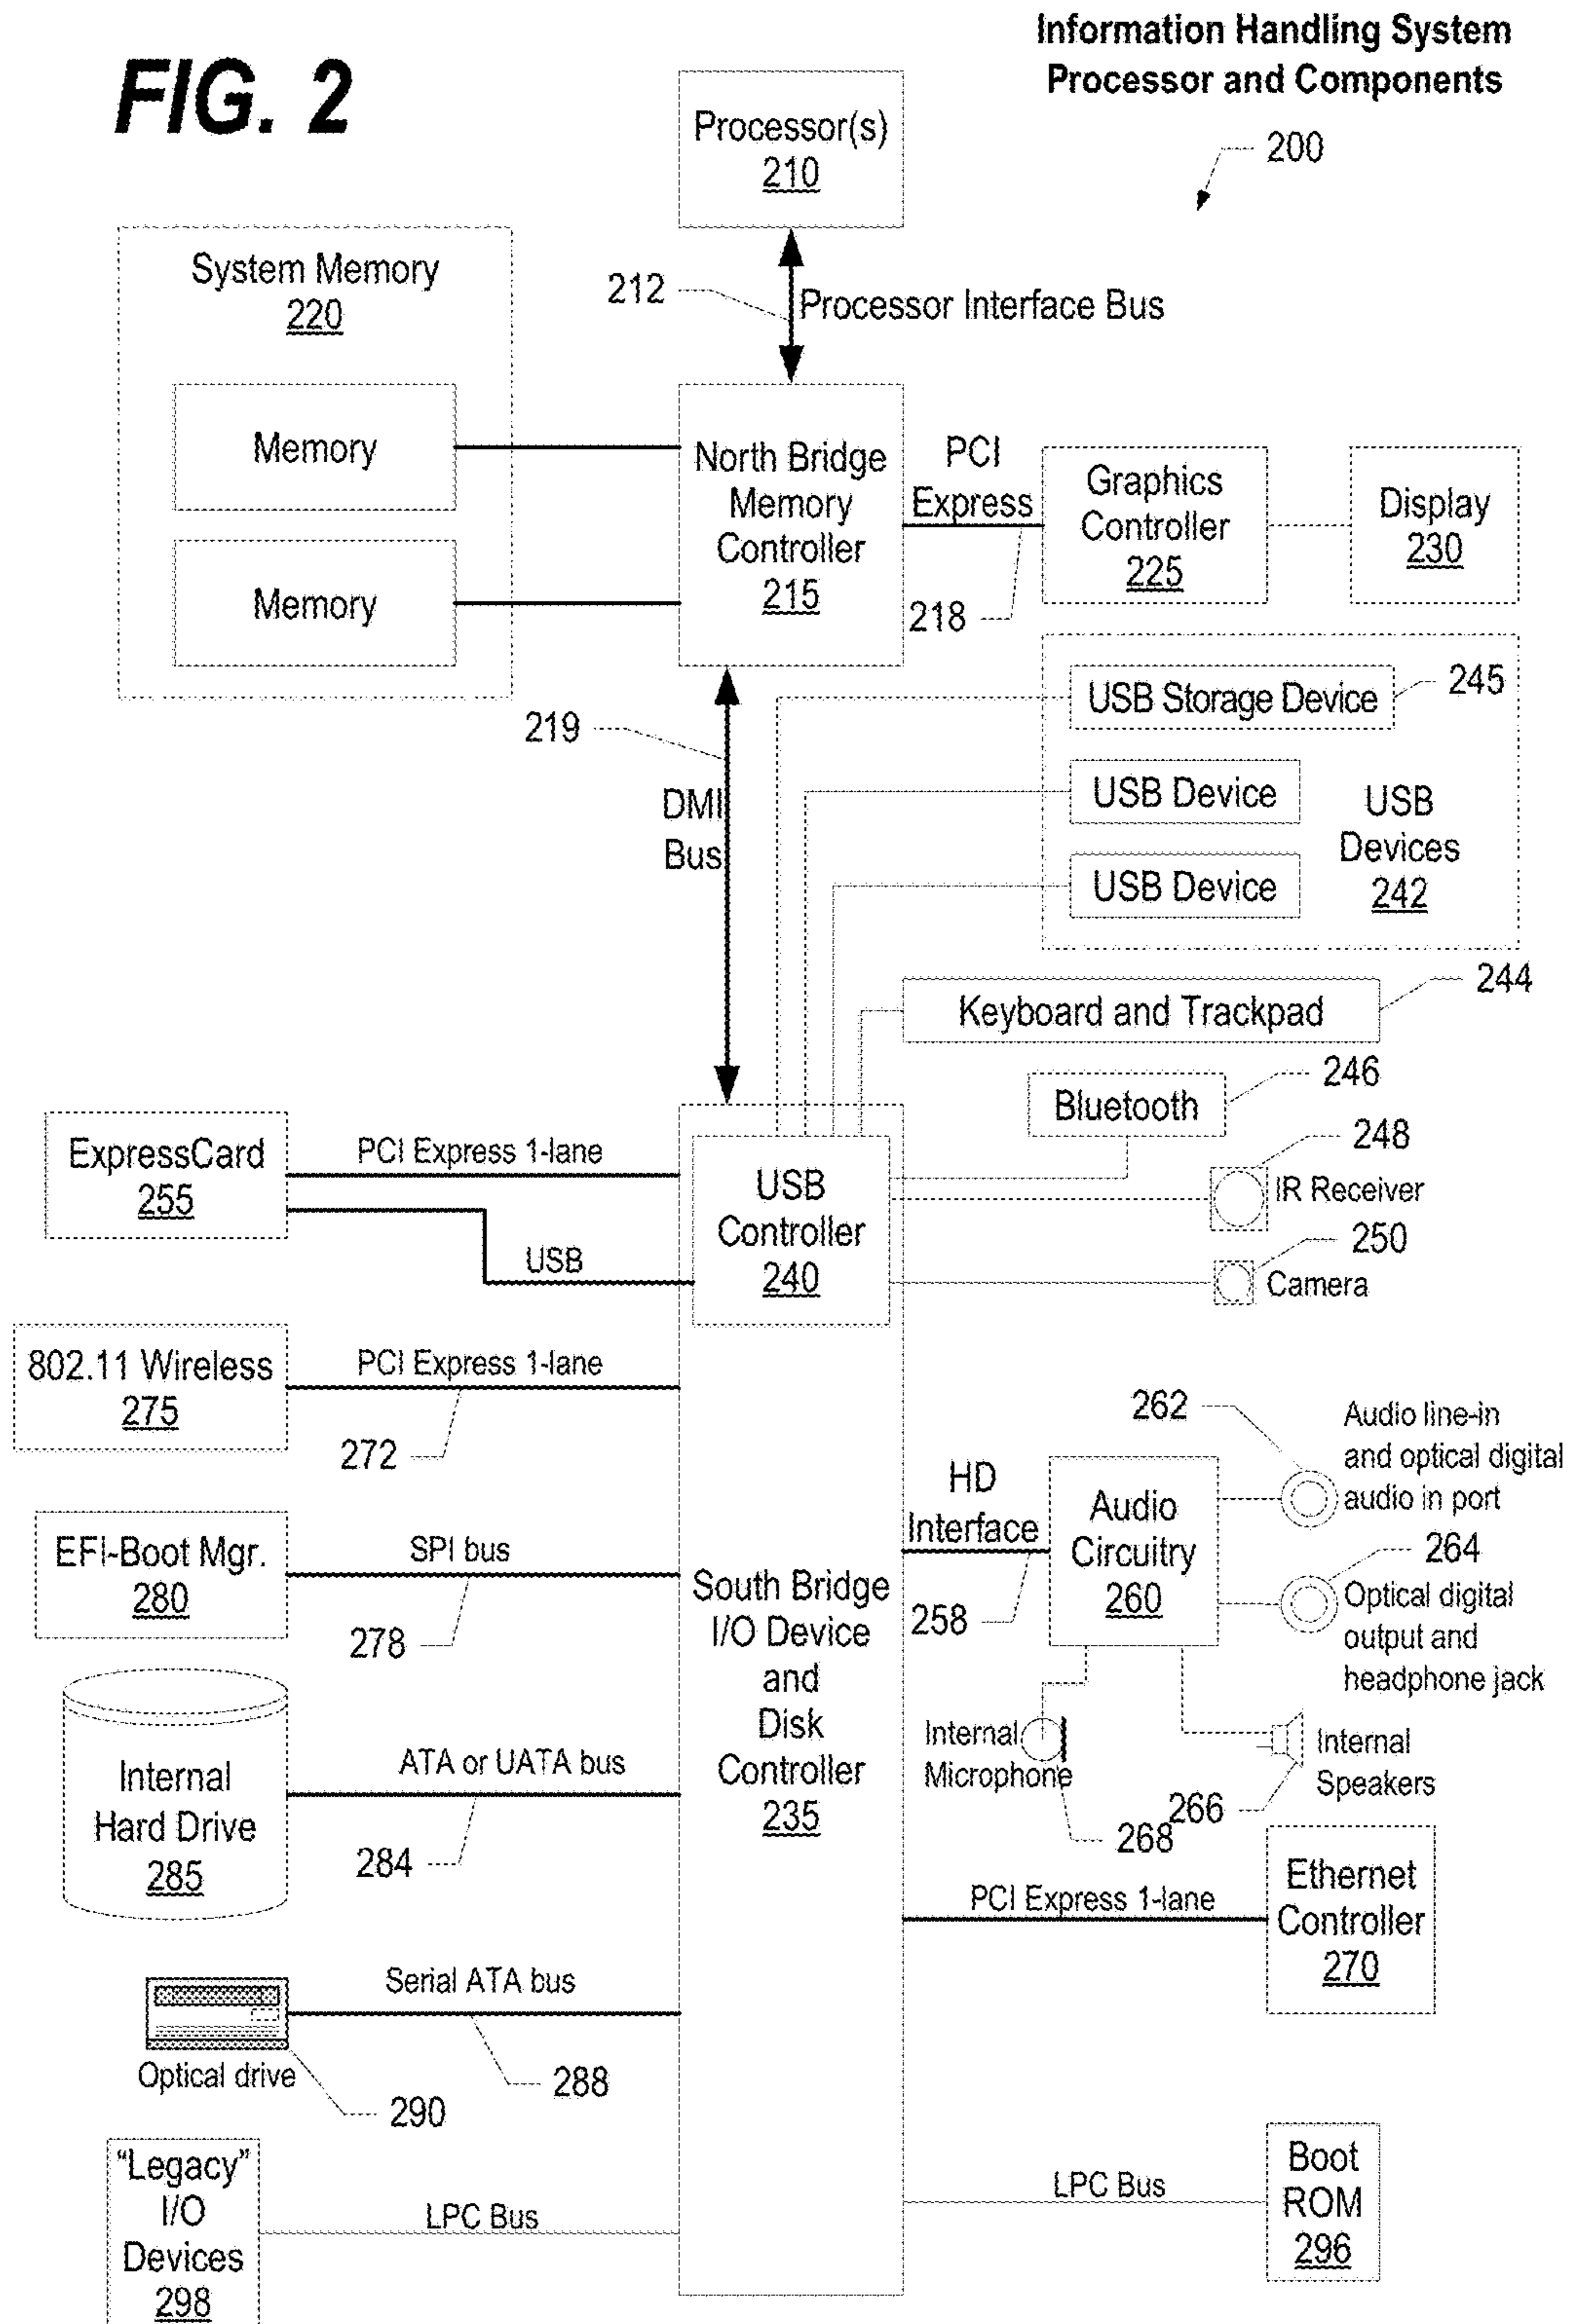 FIG. 2
Information Handling System
Processor and Components
200
Processor(s)
210
212
Processor Interface Bus
System Memory
220
Memory
Memory
North Bridge
Memory
Controller
215
PCI
Express
218
Graphics
Controller
225
Display
230
219
DMI
Bus
USB Storage Device
245
USB Device
USB Device
USB
Devices
242
Keyboard and Trackpad
244
Bluetooth
246
248
IR Receiver
250
Camera
ExpressCard
255
PCI Express 1-lane
USB
USB
Controller
240
802.11 Wireless
275
PCI Express 1-lane
272
EFI-Boot Mgr.
280
SPI bus
278
South Bridge
I/O Device
and
Disk
Controller
235
HD
Interface
258
Audio
Circuitry
260
262
Audio line-in
and optical digital
audio in port
264
Optical digital
output and
headphone jack
Internal
Microphone
268
Internal
Speakers
266
Internal
Hard Drive
285
ATA or UATA bus
284
PCI Express 1-lane
Ethernet
Controller
270
Serial ATA bus
288
Optical drive
290
"Legacy"
I/O
Devices
298
LPC Bus
LPC Bus
Boot
ROM
296